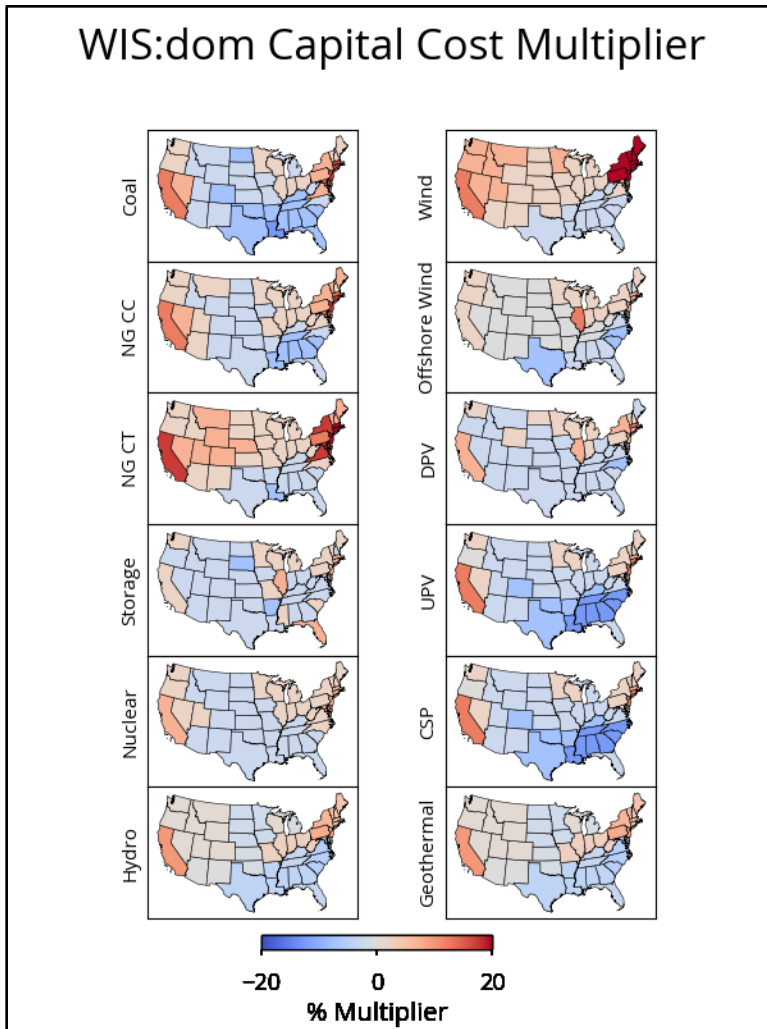 WIS:dom Capital Cost Multiplier
Coal
Wind
NG CC
Offshore Wind
NG CT
DPV
Storage
UPV
Nuclear
CSP
Hydro
Geothermal
−20
0
20
% Multiplier